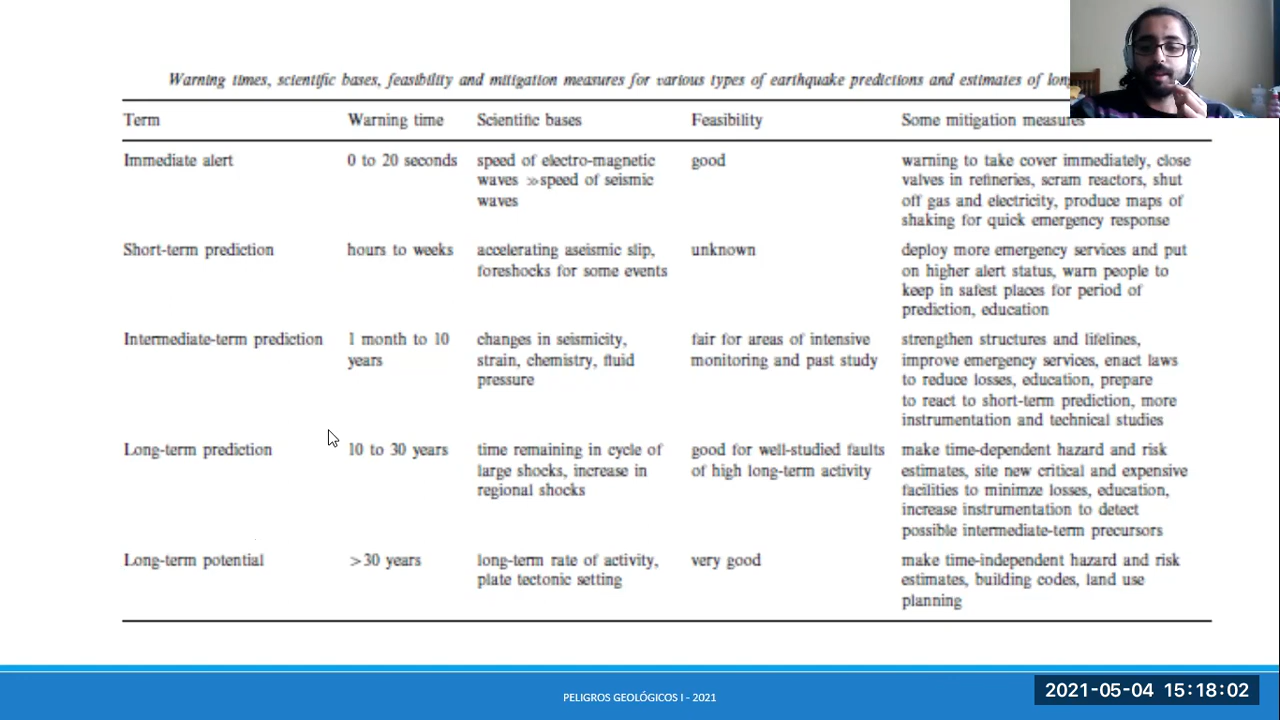 Warning times, scientific bases, feasibility and mitigation measures for various types of earthquake predictions and estimates of
Term Warning time Scientific bases Feasibility Some mitigation measures
Immediate alert 0 to 20 seconds speed of electro-magnetic good warning to take cover immediately, close
waves ≫ speed of seismic valves in refineries, scram reactors, shut
waves off gas and electricity, produce maps of
shaking for quick emergency response
Short-term prediction hours to weeks accelerating aseismic slip, unknown deploy more emergency services and put
foreshocks for some events on higher alert status, warn people to
keep in safest places for period of
prediction, education
Intermediate-term prediction 1 month to 10 changes in seismicity, fair for areas of intensive strengthen structures and lifelines,
years strain, chemistry, fluid monitoring and past study improve emergency services, enact laws
pressure to reduce losses, education, prepare
to react to short-term prediction, more
instrumentation and technical studies
Long-term prediction 10 to 30 years time remaining in cycle of good for well-studied faults make time-dependent hazard and risk
large shocks, increase in of high long-term activity estimates, site new critical and expensive
regional shocks facilities to minimze losses, education,
increase instrumentation to detect
possible intermediate-term precursors
Long-term potential >30 years long-term rate of activity, very good make time-independent hazard and risk
plate tectonic setting estimates, building codes, land use
planning
PELIGROS GEOLÓGICOS I - 2021
2021-05-04 15:18:02